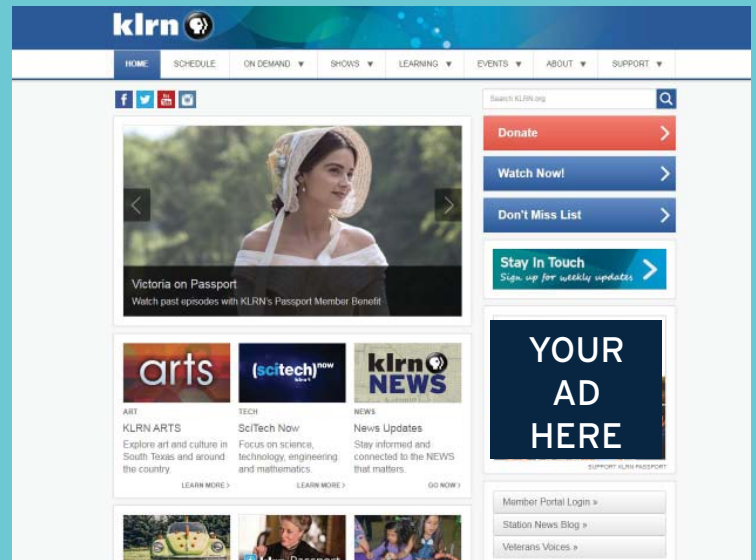 klrn
HOME SCHEDULE ON DEMAND ▼ SHOWS ▼ LEARNING ▼ EVENTS ▼ ABOUT ▼ SUPPORT ▼
Search KLRN.org
Donate
Watch Now!
Don't Miss List
Stay In Touch
Sign up for weekly updates
Victoria on Passport
Watch past episodes with KLRN's Passport Member Benefit
YOUR
AD
HERE
SUPPORT KLRN PASSPORT
arts
ART
KLRN ARTS
Explore art and culture in
South Texas and around
the country.
LEARN MORE >
(scitech) now
klrn
TECH
SciTech Now
Focus on science,
technology, engineering
and mathematics.
LEARN MORE >
klrn
NEWS
NEWS
News Updates
Stay informed and
connected to the NEWS
that matters.
GO NOW >
Member Portal Login »
Station News Blog »
Veterans Voices »
Passport